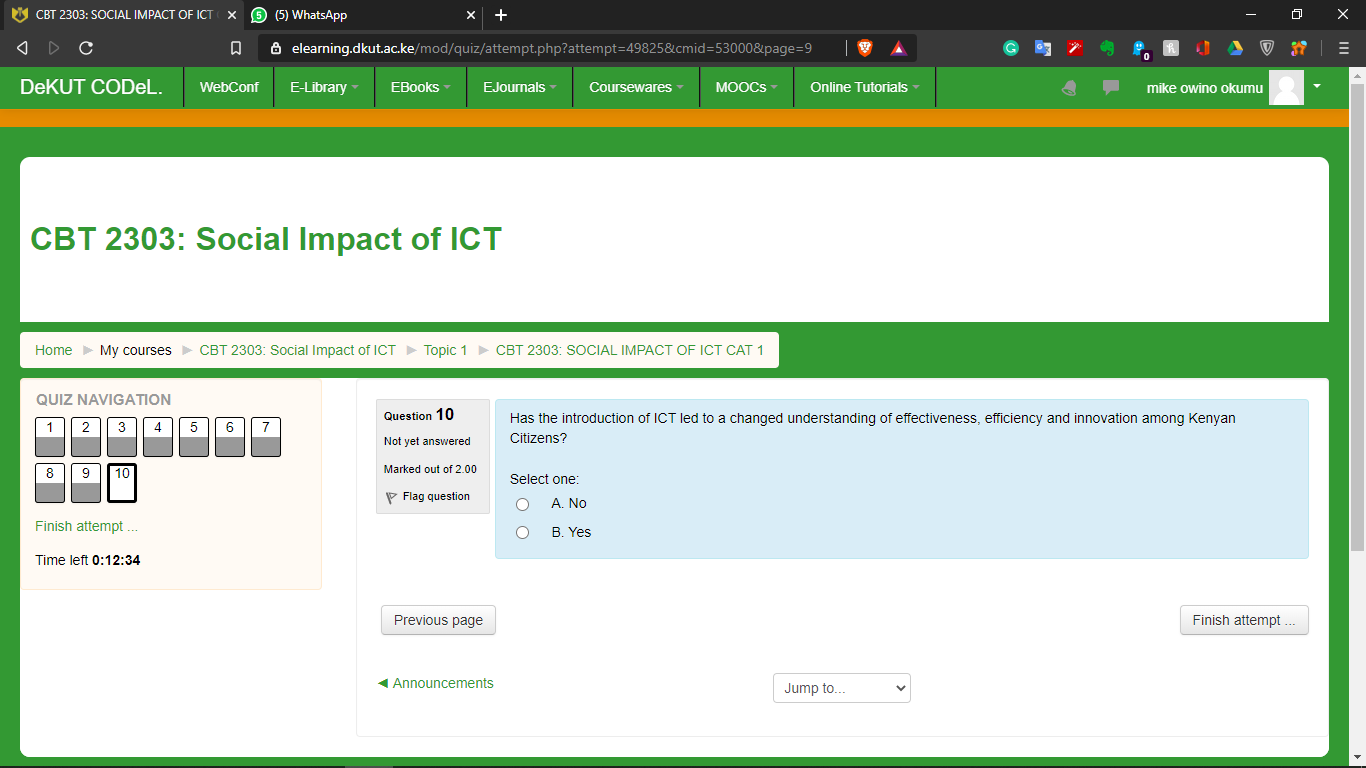 CBT 2303: SOCIAL IMPACT OF ICT
(5) WhatsApp
elearning.dkut.ac.ke/mod/quiz/attempt.php?attempt=49825&cmid=53000&page=9
0
DeKUT CODeL.
WebConf
E-Library
EBooks
EJournals
Coursewares
MOOCs
Online Tutorials
mike owino okumu
CBT 2303: Social Impact of ICT
Home
My courses
CBT 2303: Social Impact of ICT
Topic 1
CBT 2303: SOCIAL IMPACT OF ICT CAT 1
QUIZ NAVIGATION
1 2 3 4 5 6 7
8 9 10
Finish attempt ...
Time left 0:12:34
Question 10
Not yet answered
Marked out of 2.00
Flag question
Has the introduction of ICT led to a changed understanding of effectiveness, efficiency and innovation among Kenyan
Citizens?
Select one:
A. No
B. Yes
Previous page
Finish attempt ...
◄ Announcements
Jump to...